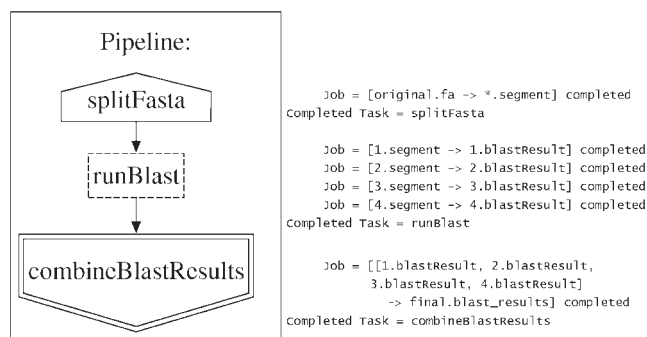 Pipeline:
splitFasta
runBlast
combineBlastResults
Job = [original.fa -> *.segment] completed
Completed Task = splitFasta
Job = [1.segment -> 1.blastResult] completed
Job = [2.segment -> 2.blastResult] completed
Job = [3.segment -> 3.blastResult] completed
Job = [4.segment -> 4.blastResult] completed
Completed Task = runBlast
Job = [[1.blastResult, 2.blastResult,
3.blastResult, 4.blastResult]
-> final.blast_results] completed
Completed Task = combineBlastResults